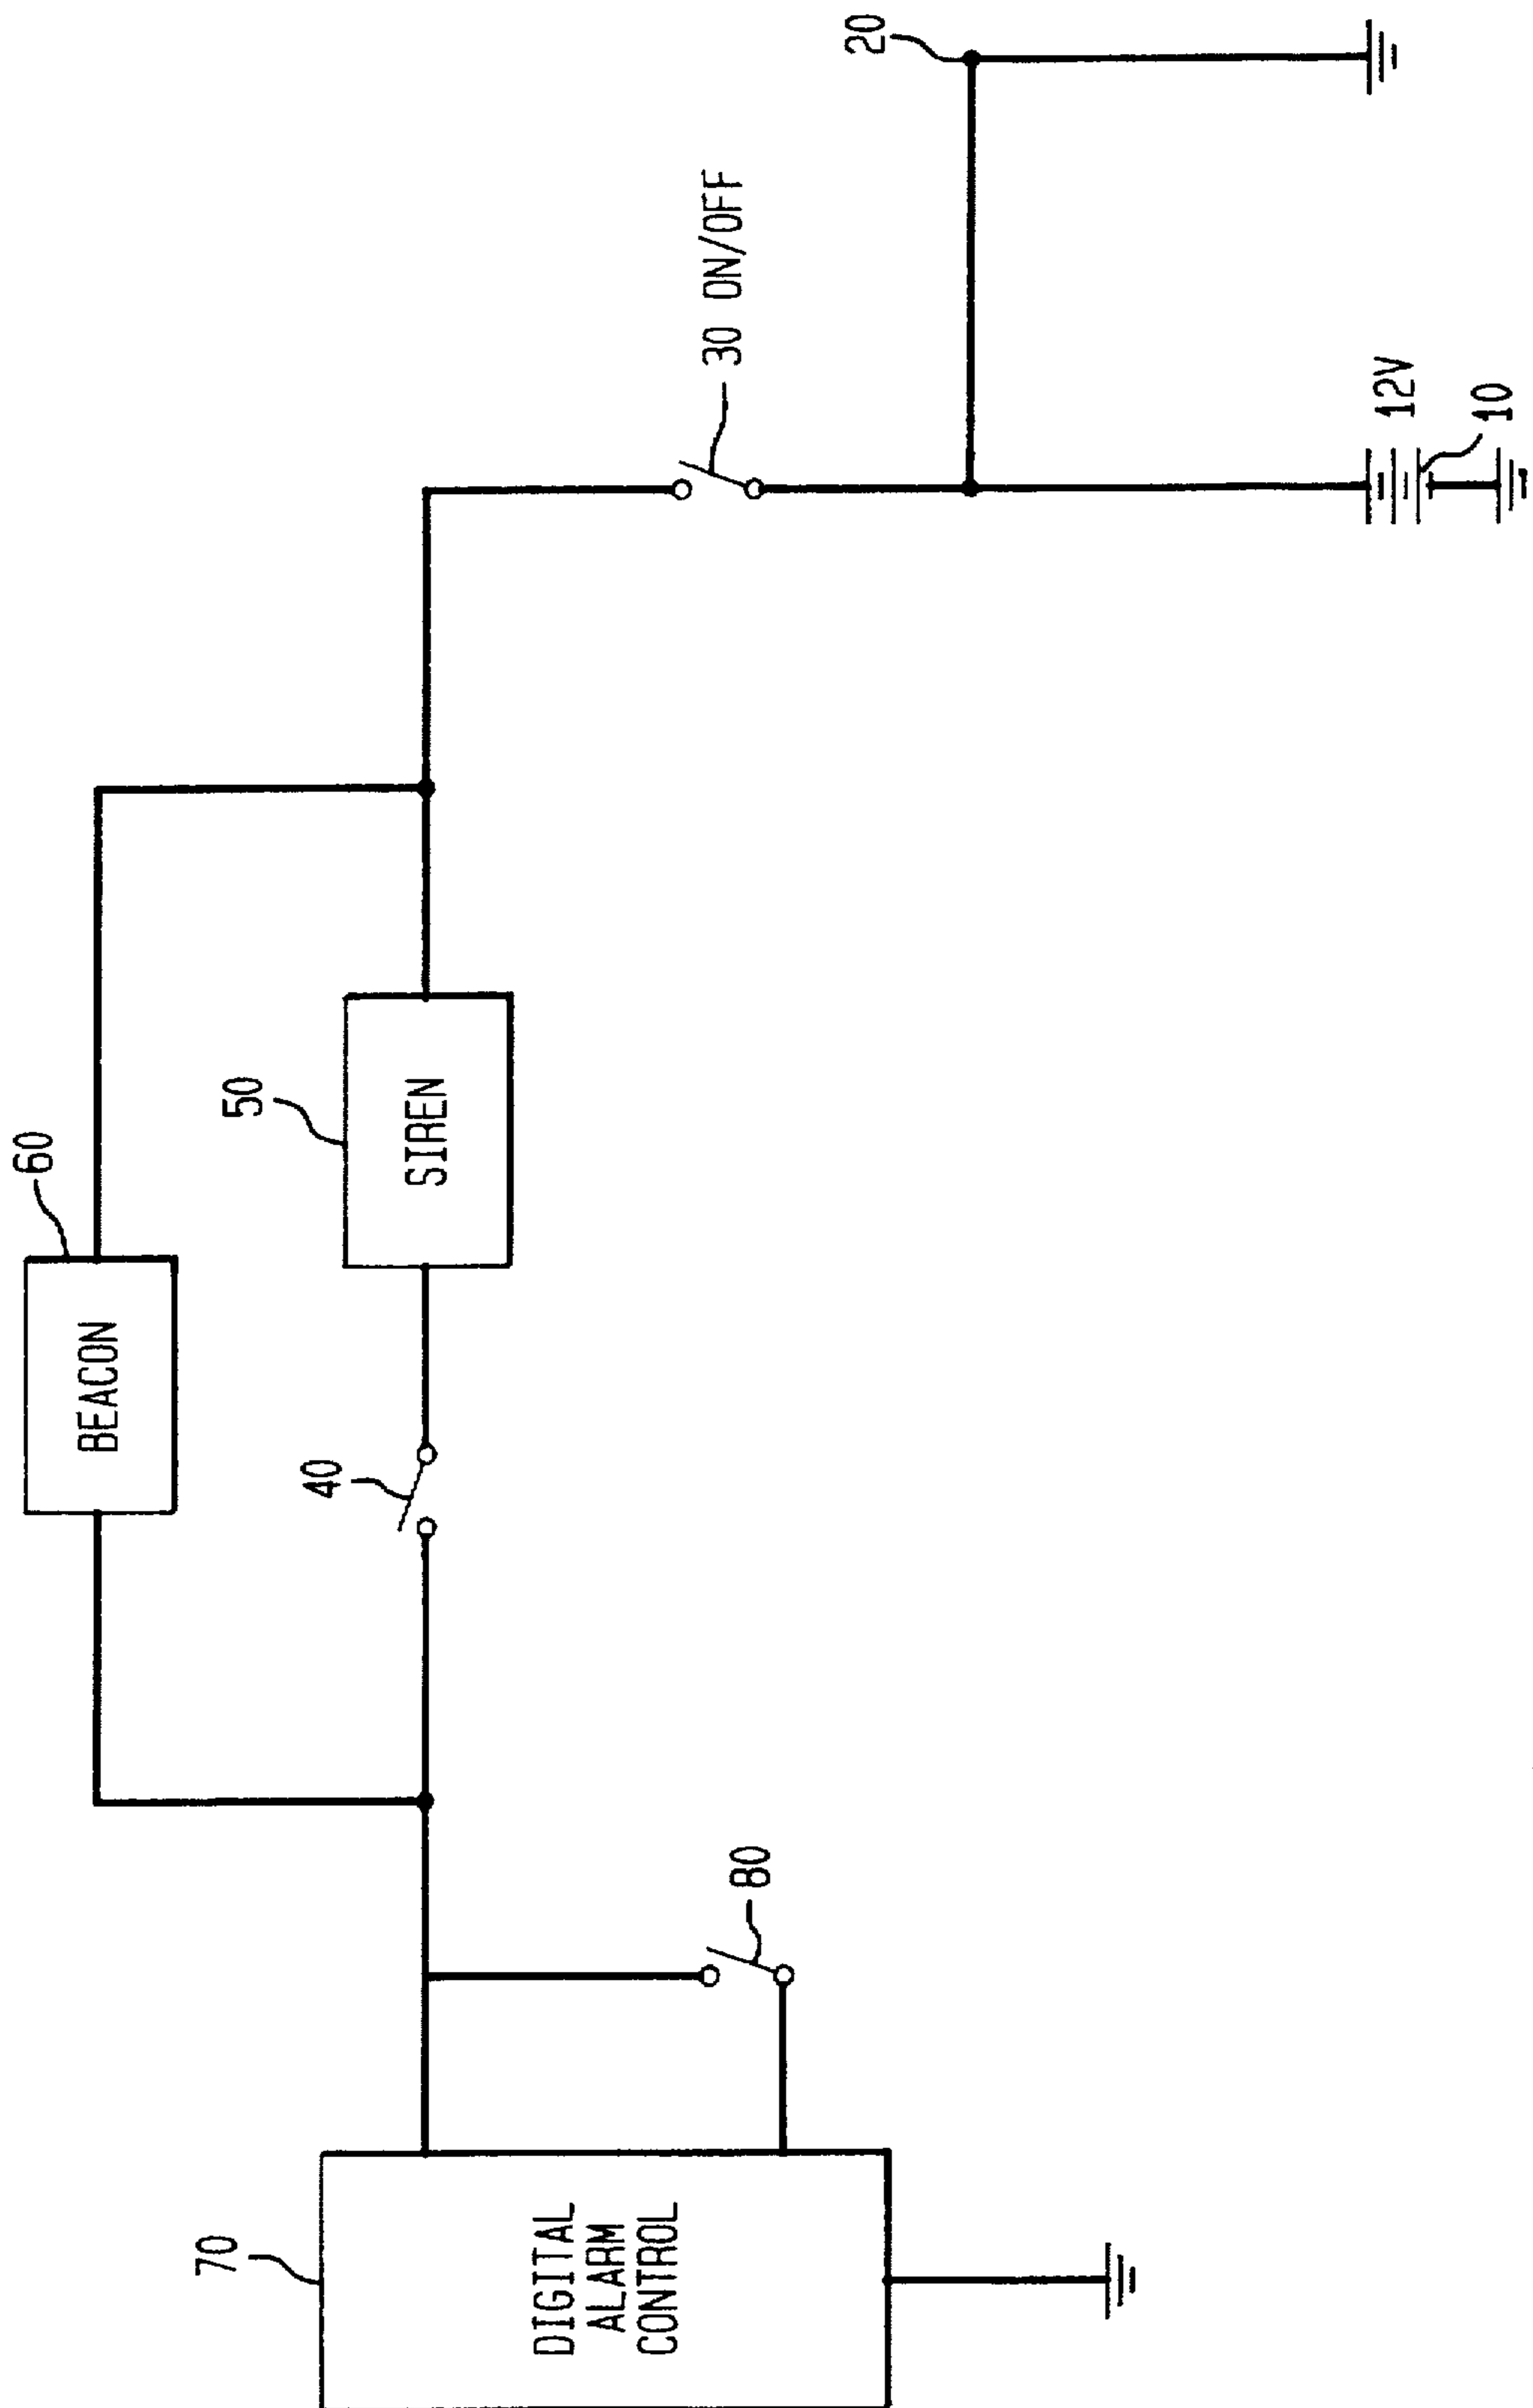 60
BEACON
50
SIREN
40
70
DIGITAL
ALARM
CONTROL
80
30 ON/OFF
20
12V
10